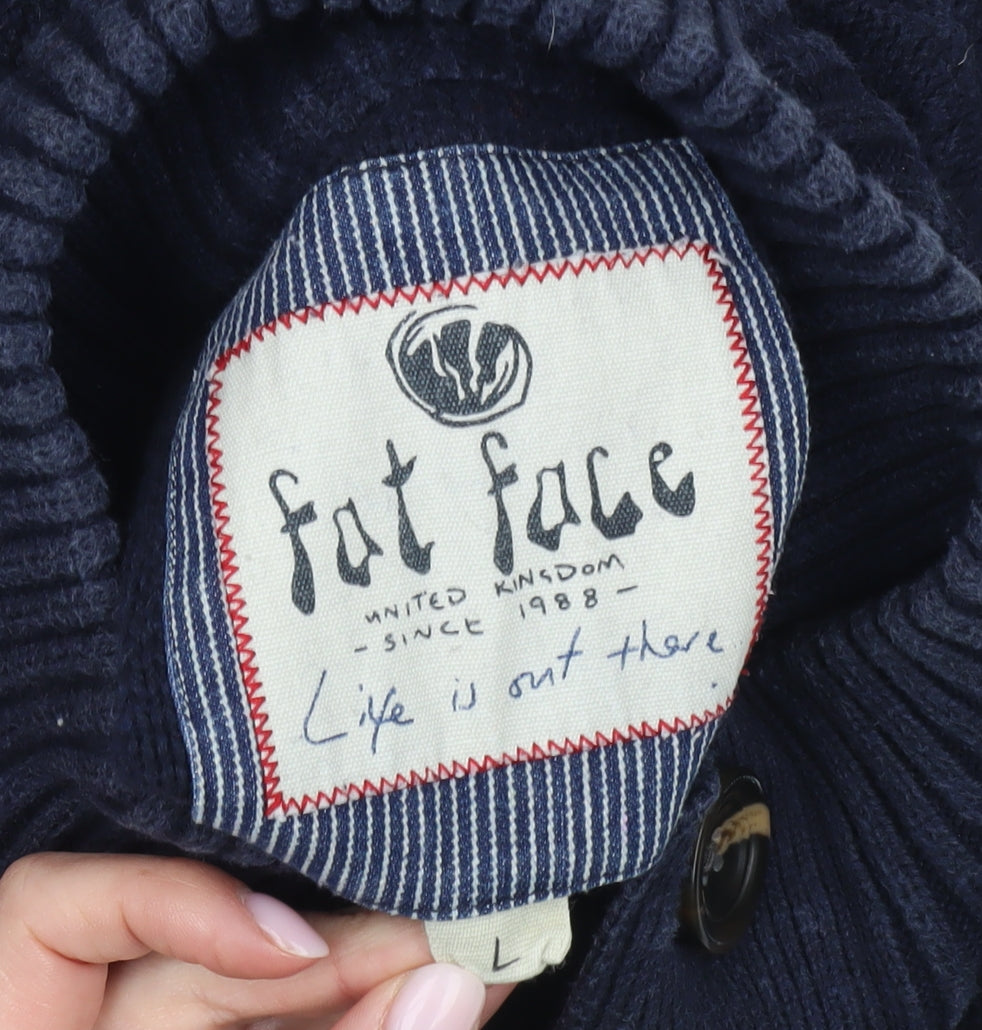 fat face
UNITED KINGDOM
- SINCE 1988 -
Life is out there.
L